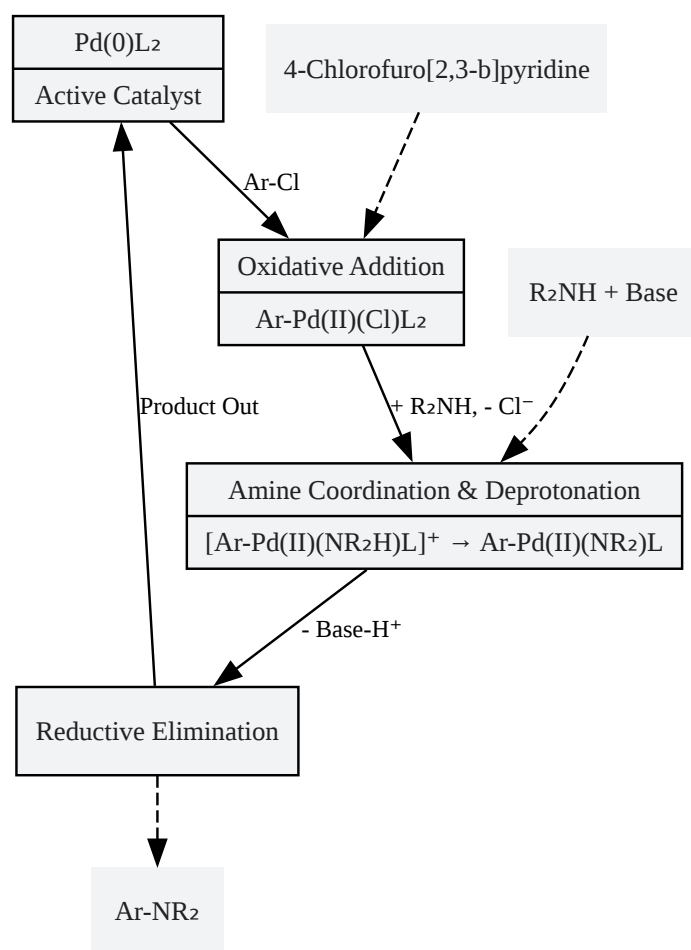 Pd(0)L₂
Active Catalyst
4-Chlorofuro[2,3-b]pyridine
Ar-Cl
Oxidative Addition
Ar-Pd(II)(Cl)L₂
R₂NH + Base
Product Out
+ R₂NH, - Cl⁻
Amine Coordination & Deprotonation
[Ar-Pd(II)(NR₂H)L]⁺ → Ar-Pd(II)(NR₂)L
- Base-H⁺
Reductive Elimination
Ar-NR₂